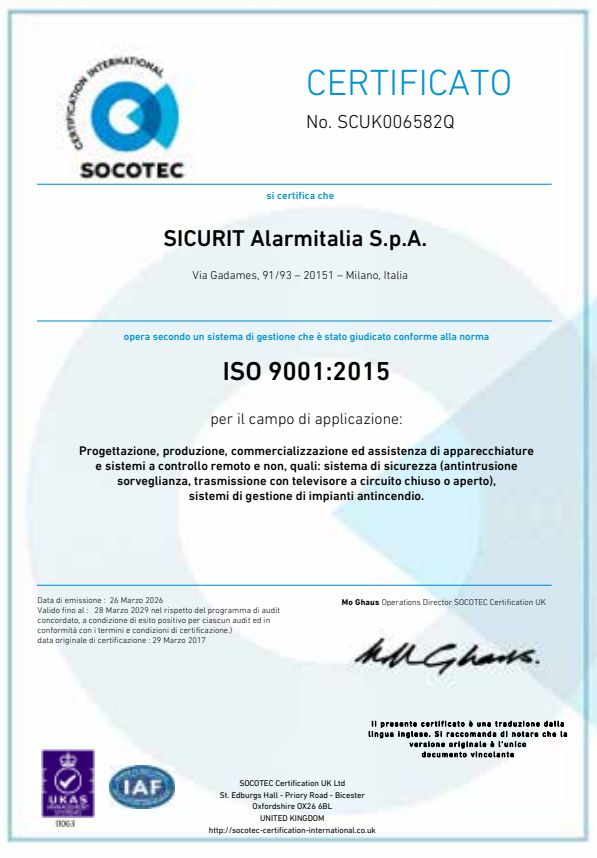 CERTIFICATION INTERNATIONAL
SOCOTEC
CERTIFICATO
No. SCUK006582Q
si certifica che
SICURIT Alarmitalia S.p.A.
Via Gadames, 91/93 – 20151 – Milano, Italia
opera secondo un sistema di gestione che è stato giudicato conforme alla norma
ISO 9001:2015
per il campo di applicazione:
Progettazione, produzione, commercializzazione ed assistenza di apparecchiature
e sistemi a controllo remoto e non, quali: sistema di sicurezza (antintrusione
sorveglianza, trasmissione con televisore a circuito chiuso o aperto),
sistemi di gestione di impianti antincendio.
Data di emissione : 26 Marzo 2026
Valido fino al : 28 Marzo 2029 nel rispetto del programma di audit
concordato, a condizione di esito positivo per ciascun audit ed in
conformità con i termini e condizioni di certificazione.)
data originale di certificazione : 29 Marzo 2017
Mo Ghaus Operations Director SOCOTEC Certification UK
Il presente certificato è una traduzione dalla
lingua inglese. Si raccomanda di notare che la
versione originale è l'unico
documento vincolante
UKAS
MANAGEMENT
SYSTEMS
0063
IAF
SOCOTEC Certification UK Ltd
St. Edburgs Hall - Priory Road - Bicester
Oxfordshire OX26 6BL
UNITED KINGDOM
http://socotec-certification-international.co.uk